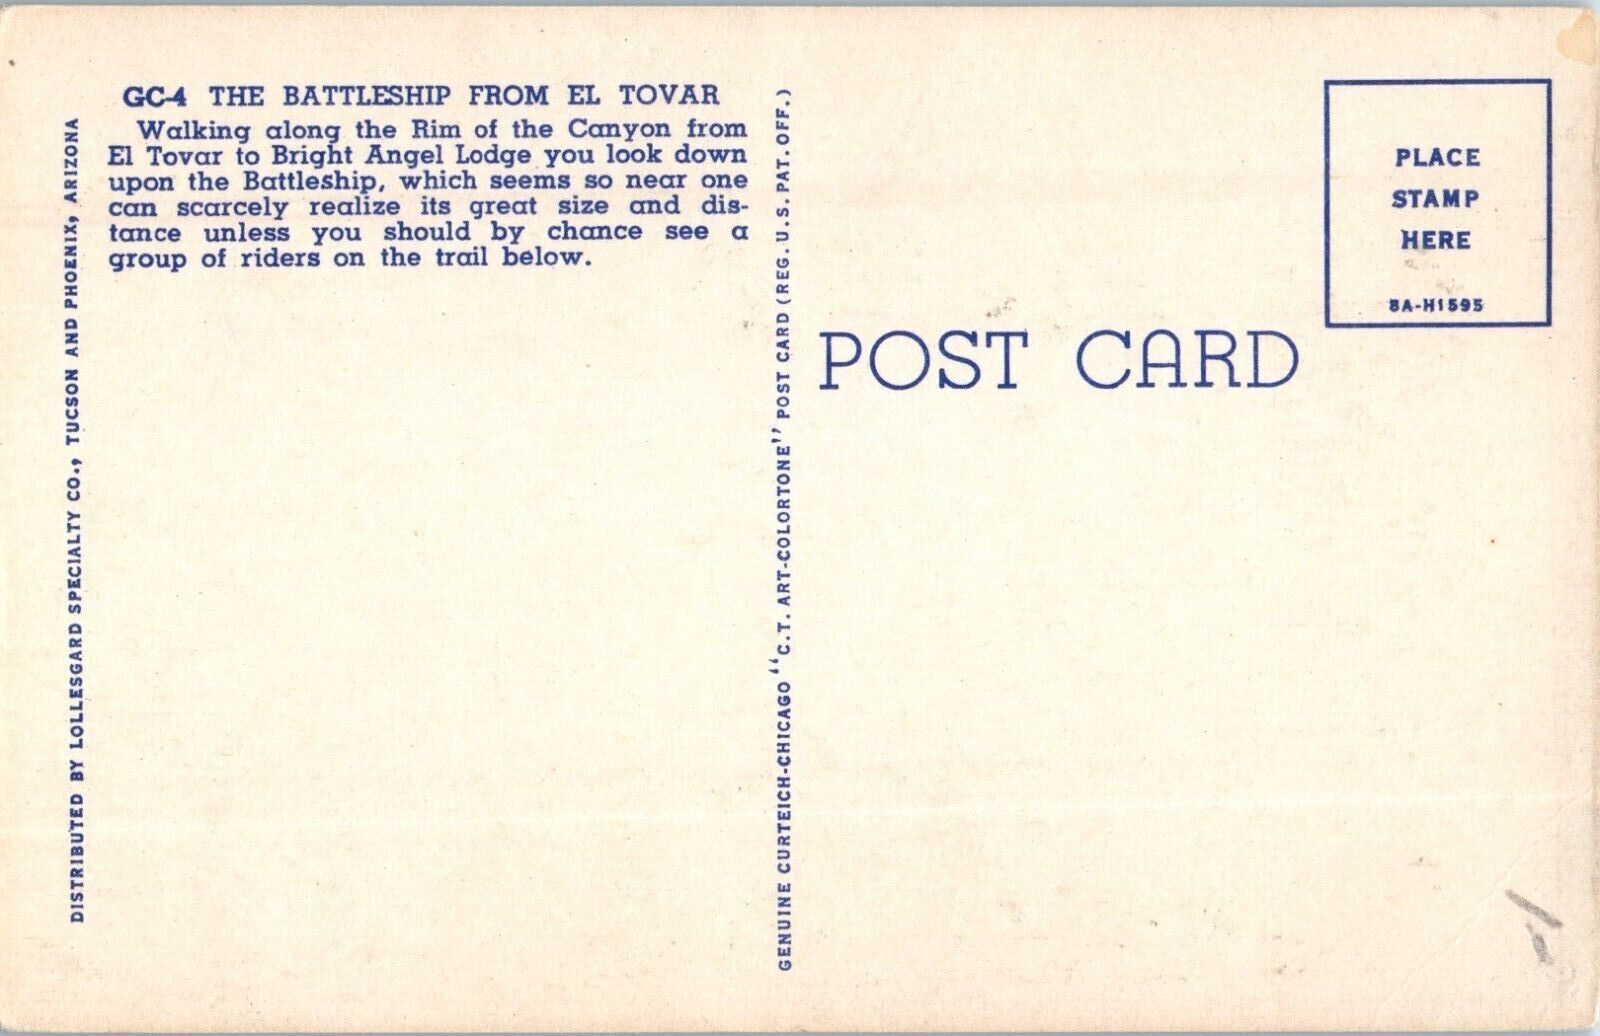 GC-4 THE BATTLESHIP FROM EL TOVAR
Walking along the Rim of the Canyon from
El Tovar to Bright Angel Lodge you look down
upon the Battleship, which seems so near one
can scarcely realize its great size and dis-
tance unless you should by chance see a
group of riders on the trail below.
DISTRIBUTED BY LOLLESGARD SPECIALTY CO., TUCSON AND PHOENIX, ARIZONA
GENUINE CURTEICH-CHICAGO "C.T. ART-COLORTONE" POST CARD (REG. U.S. PAT. OFF.)
POST CARD
PLACE
STAMP
HERE
8A-H1595